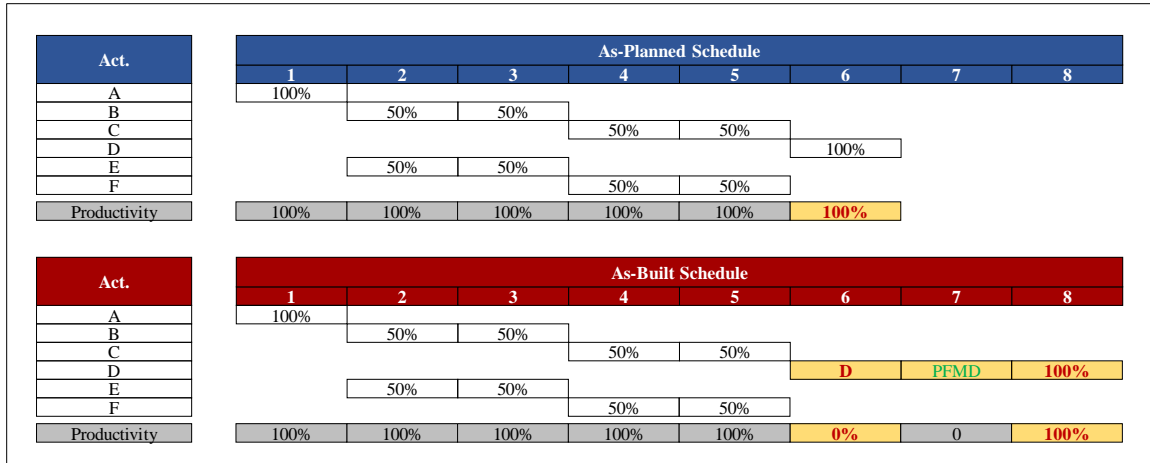 Act. As-Planned Schedule
1 2 3 4 5 6 7 8
A 100%
B 50% 50%
C 50% 50%
D 100%
E 50% 50%
F 50% 50%
Productivity 100% 100% 100% 100% 100% 100%
Act. As-Built Schedule
1 2 3 4 5 6 7 8
A 100%
B 50% 50%
C 50% 50%
D D PFMD 100%
E 50% 50%
F 50% 50%
Productivity 100% 100% 100% 100% 100% 0% 0 100%